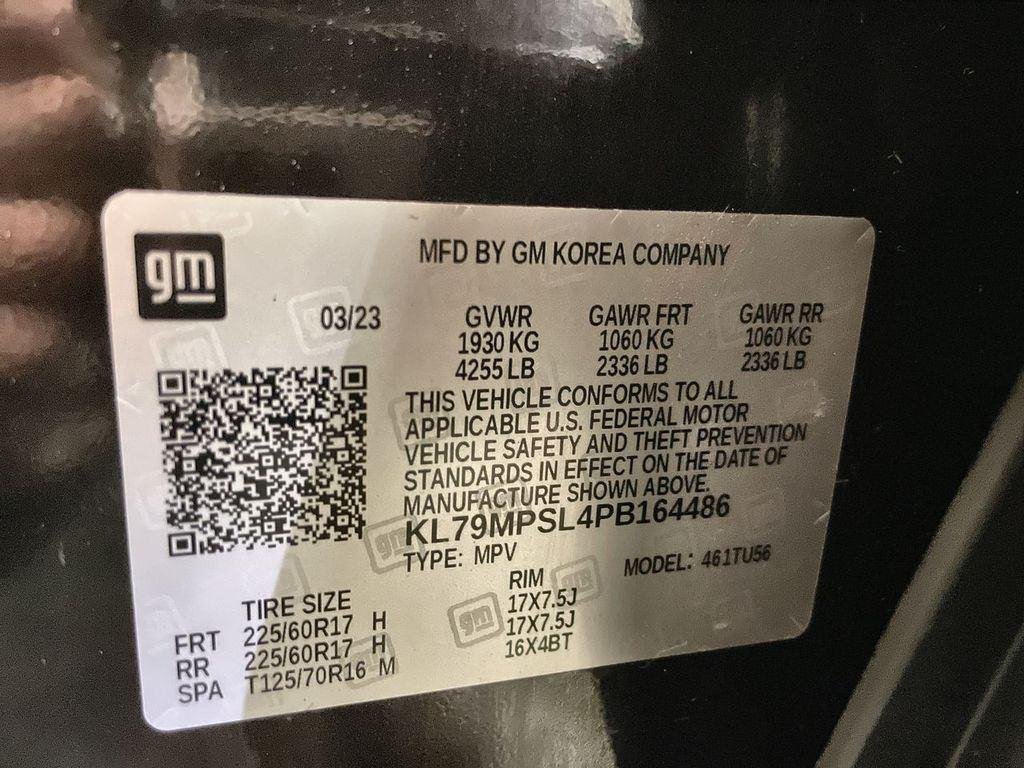 gm
MFD BY GM KOREA COMPANY
03/23 GVWR GAWR FRT GAWR RR
1930 KG 1060 KG 1060 KG
4255 LB 2336 LB 2336 LB
THIS VEHICLE CONFORMS TO ALL
APPLICABLE U.S. FEDERAL MOTOR
VEHICLE SAFETY AND THEFT PREVENTION
STANDARDS IN EFFECT ON THE DATE OF
MANUFACTURE SHOWN ABOVE.
KL79MPSL4PB164486
TYPE: MPV MODEL: 461TU56
TIRE SIZE RIM
FRT 225/60R17 H 17X7.5J
RR 225/60R17 H 17X7.5J
SPA T125/70R16 M 16X4BT